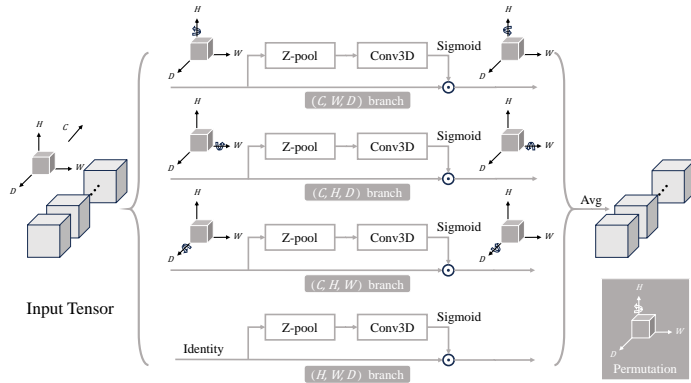 H
W
D
Z-pool
Conv3D
Sigmoid
H
W
D
(C, W, D) branch
H
C
W
D
H
W
D
Z-pool
Conv3D
Sigmoid
H
W
D
(C, H, D) branch
Avg
H
W
D
Z-pool
Conv3D
Sigmoid
H
W
D
(C, H, W) branch
Input Tensor
Identity
Z-pool
Conv3D
Sigmoid
(H, W, D) branch
H
W
D
Permutation